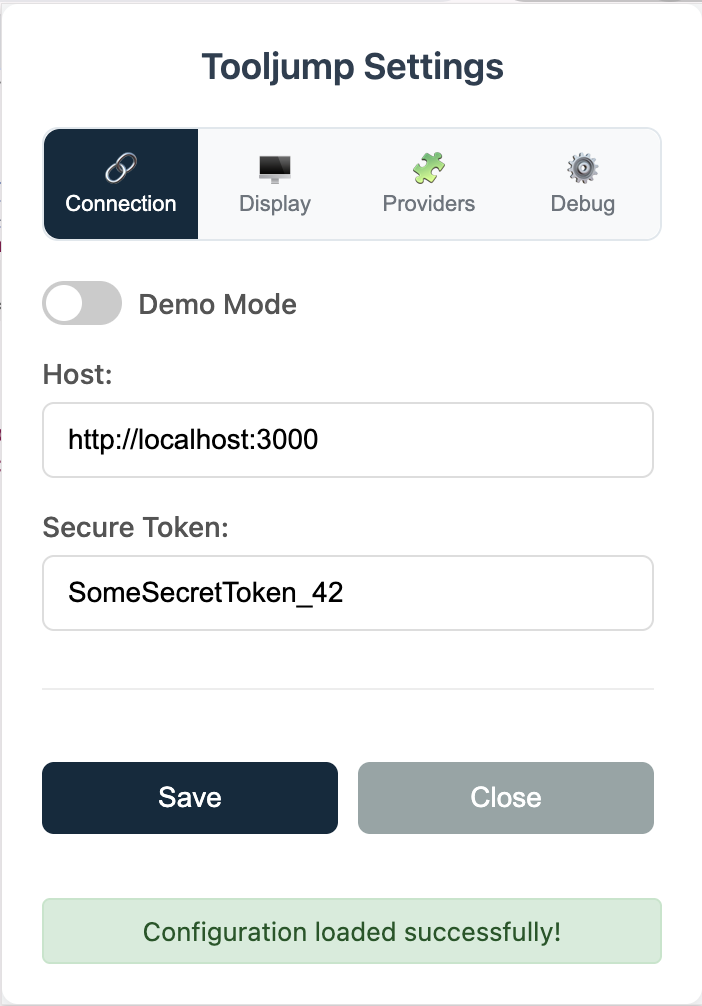 Tooljump Settings
Connection
Display
Providers
Debug
Demo Mode
Host:
http://localhost:3000
Secure Token:
SomeSecretToken_42
Save
Close
Configuration loaded successfully!